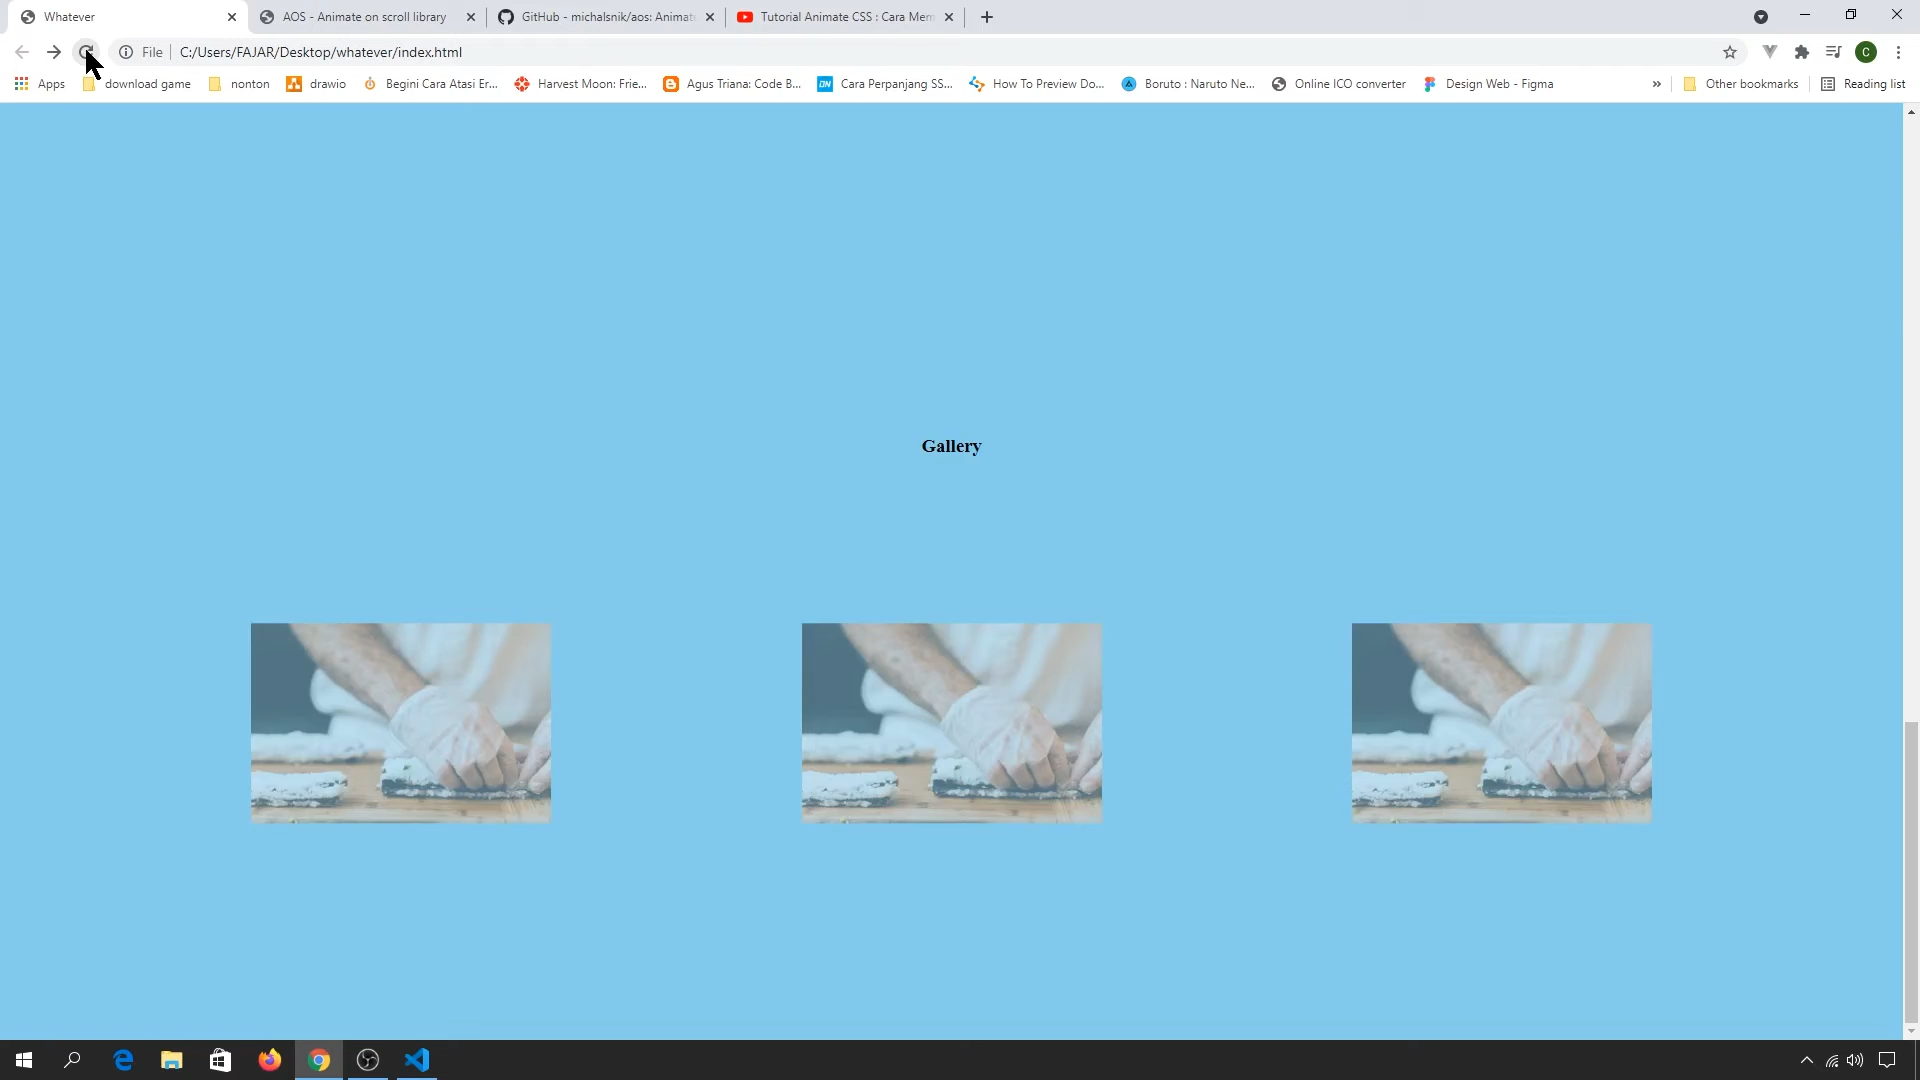 Whatever
AOS - Animate on scroll library
GitHub - michalsnik/aos: Animat
Tutorial Animate CSS : Cara Mem
File
C:/Users/FAJAR/Desktop/whatever/index.html
C
Apps
download game
nonton
drawio
Begini Cara Atasi Er...
Harvest Moon: Frie...
Agus Triana: Code B...
DN
Cara Perpanjang SS...
How To Preview Do...
Boruto : Naruto Ne...
Online ICO converter
Design Web - Figma
»
Other bookmarks
Reading list
Gallery